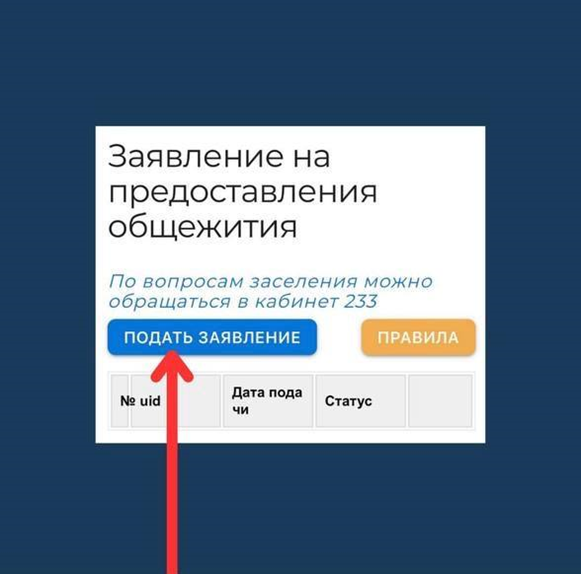 Заявление на
предоставления
общежития
По вопросам заселения можно
обращаться в кабинет 233
ПОДАТЬ ЗАЯВЛЕНИЕ ПРАВИЛА
№ uid Дата пода Статус
чи